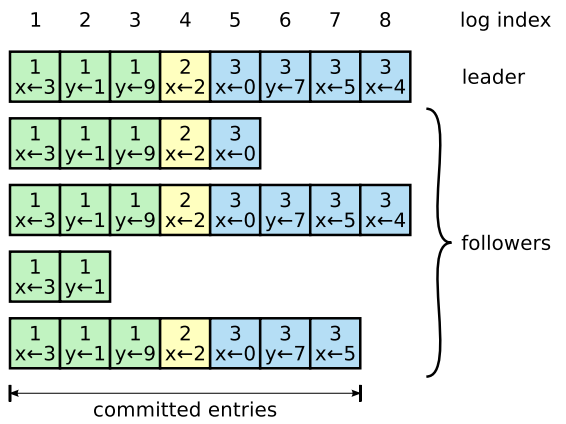 1 2 3 4 5 6 7 8 log index
1 1 1 2 3 3 3 3
x←3 y←1 y←9 x←2 x←0 y←7 x←5 x←4
leader
1 1 1 2 3
x←3 y←1 y←9 x←2 x←0
1 1 1 2 3 3 3 3
x←3 y←1 y←9 x←2 x←0 y←7 x←5 x←4
followers
1 1
x←3 y←1
1 1 1 2 3 3 3
x←3 y←1 y←9 x←2 x←0 y←7 x←5
committed entries